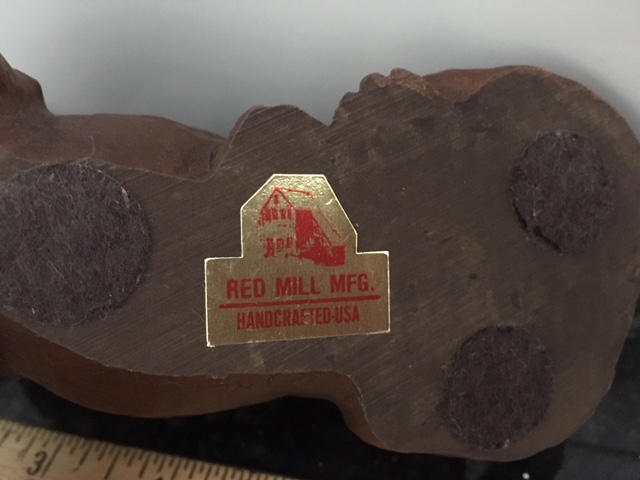 RED MILL MFG.
HANDCRAFTED-USA
3